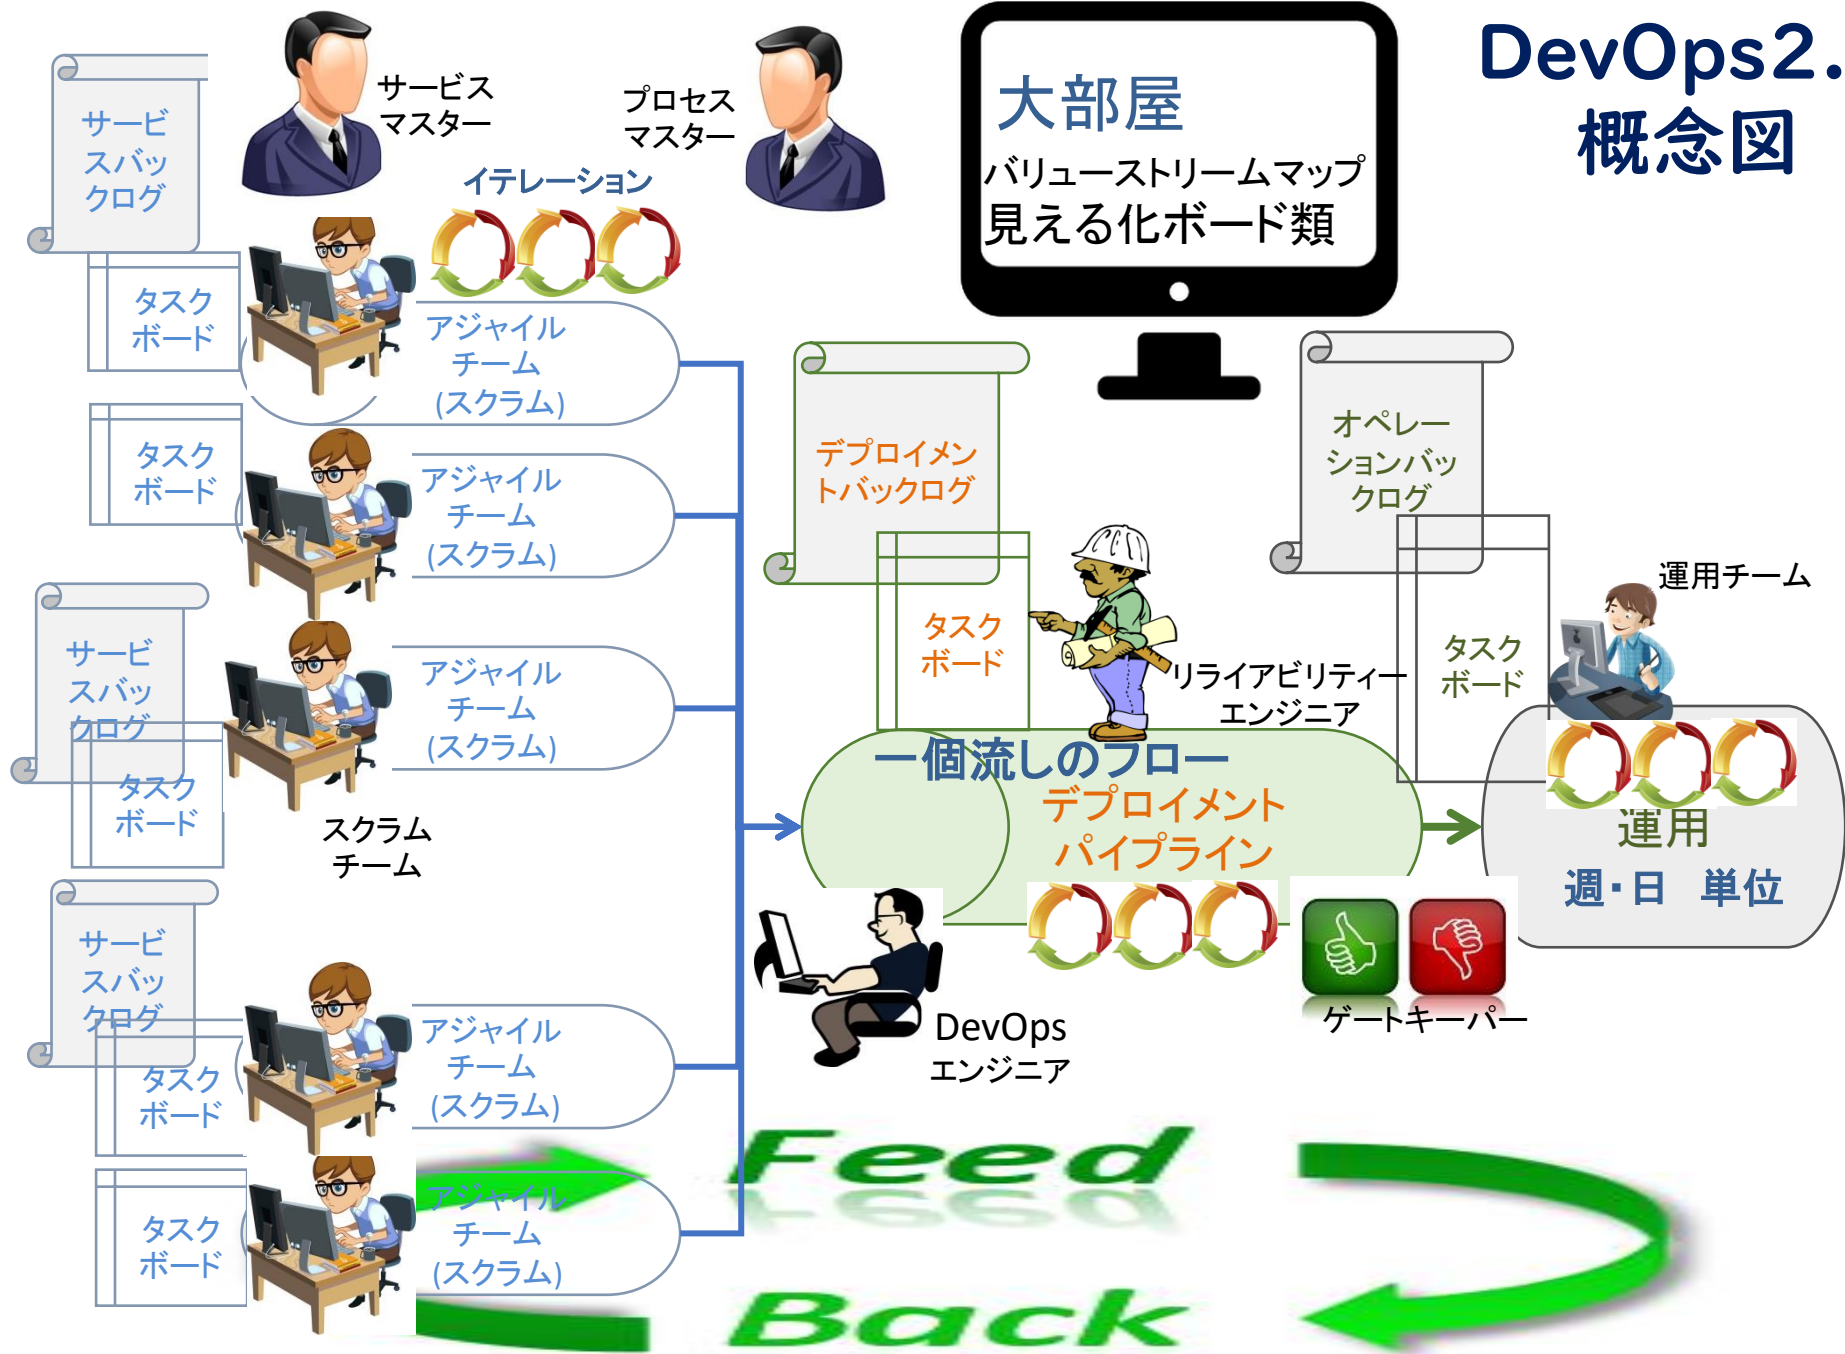 DevOps2.
概念図
サービス
マスター
プロセス
マスター
大部屋
バリューストリームマップ
見える化ボード類
イテレーション
サービ
スバッ
クログ
タスク
ボード
アジャイル
チーム
(スクラム)
タスク
ボード
アジャイル
チーム
(スクラム)
サービ
スバッ
クログ
タスク
ボード
アジャイル
チーム
(スクラム)
スクラム
チーム
サービ
スバッ
クログ
タスク
ボード
アジャイル
チーム
(スクラム)
タスク
ボード
アジャイル
チーム
(スクラム)
デプロイメン
トバックログ
タスク
ボード
リライアビリティー
エンジニア
一個流しのフロー
デプロイメント
パイプライン
DevOps
エンジニア
ゲートキーパー
オペレー
ションバッ
クログ
タスク
ボード
運用チーム
運用
週・日　単位
Feed
Back